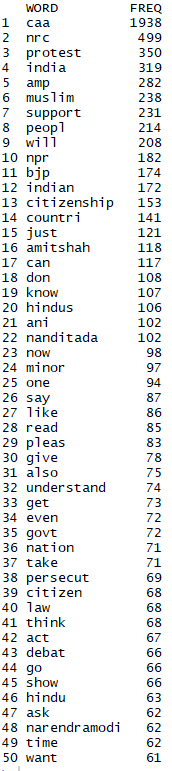 WORD FREQ
1 caa 1938
2 nrc 499
3 protest 350
4 india 319
5 amp 282
6 muslim 238
7 support 231
8 peopl 214
9 will 208
10 npr 182
11 bjp 174
12 indian 172
13 citizenship 153
14 countri 141
15 just 121
16 amitshah 118
17 can 117
18 don 108
19 know 107
20 hindus 106
21 ani 102
22 nanditada 102
23 now 98
24 minor 97
25 one 94
26 say 87
27 like 86
28 read 85
29 pleas 83
30 give 78
31 also 75
32 understand 74
33 get 73
34 even 72
35 govt 72
36 nation 71
37 take 71
38 persecut 69
39 citizen 68
40 law 68
41 think 68
42 act 67
43 debat 66
44 go 66
45 show 66
46 hindu 63
47 ask 62
48 narendramodi 62
49 time 62
50 want 61